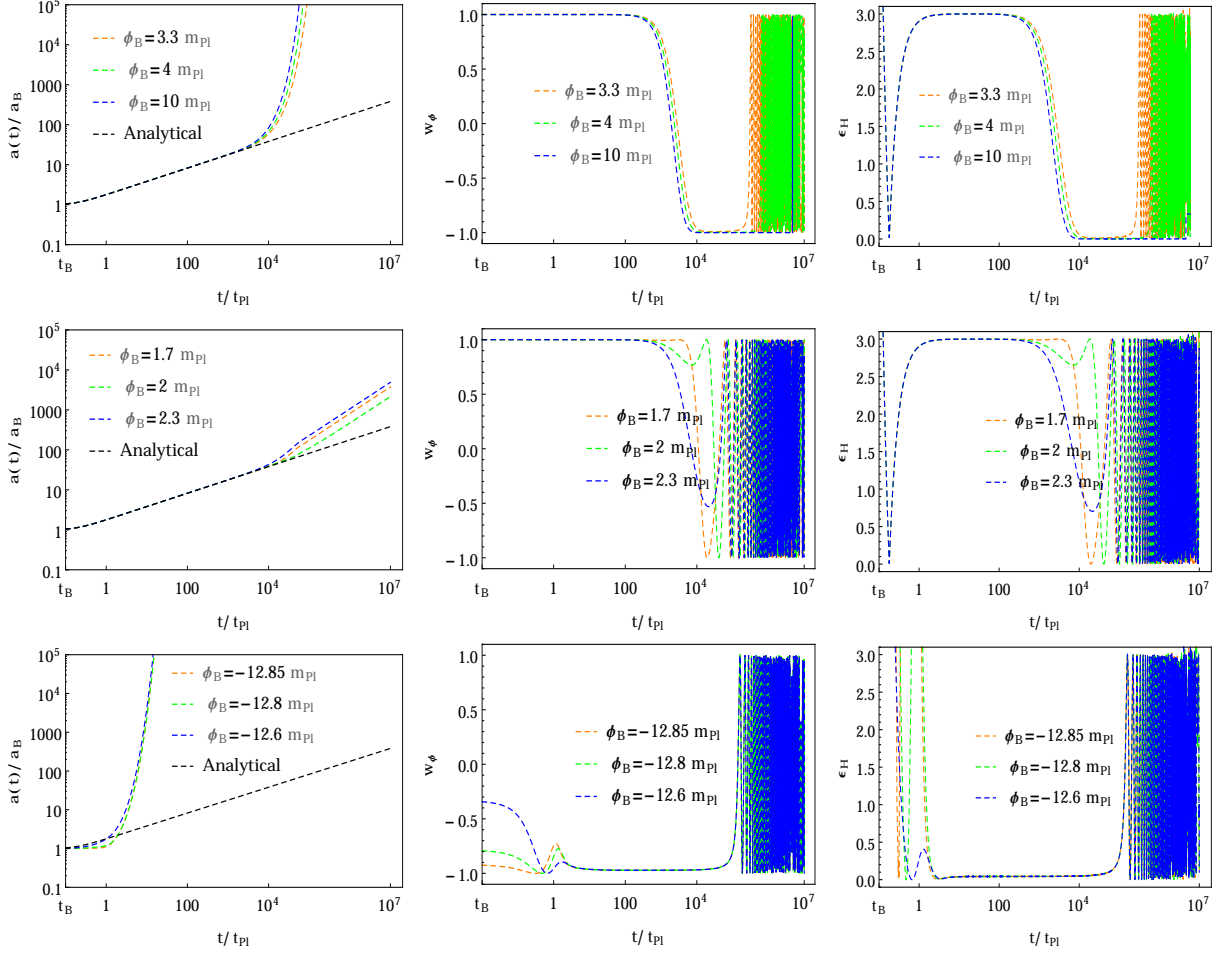 a(t)/ a_B
10^5
10^4
1000
100
10
1
0.1
ϕ_B=3.3 m_Pl
ϕ_B=4 m_Pl
ϕ_B=10 m_Pl
Analytical
t_B 1 100 10^4 10^7
t/ t_Pl
w_ϕ
1.0
0.5
0.0
-0.5
-1.0
ϕ_B=3.3 m_Pl
ϕ_B=4 m_Pl
ϕ_B=10 m_Pl
t_B 1 100 10^4 10^7
t/ t_Pl
ϵ_H
3.0
2.5
2.0
1.5
1.0
0.5
0.0
ϕ_B=3.3 m_Pl
ϕ_B=4 m_Pl
ϕ_B=10 m_Pl
t_B 1 100 10^4 10^7
t/ t_Pl
a(t)/ a_B
10^5
10^4
1000
100
10
1
0.1
ϕ_B=1.7 m_Pl
ϕ_B=2 m_Pl
ϕ_B=2.3 m_Pl
Analytical
t_B 1 100 10^4 10^7
t/ t_Pl
w_ϕ
1.0
0.5
0.0
-0.5
-1.0
ϕ_B=1.7 m_Pl
ϕ_B=2 m_Pl
ϕ_B=2.3 m_Pl
t_B 1 100 10^4 10^7
t/ t_Pl
ϵ_H
3.0
2.5
2.0
1.5
1.0
0.5
0.0
ϕ_B=1.7 m_Pl
ϕ_B=2 m_Pl
ϕ_B=2.3 m_Pl
t_B 1 100 10^4 10^7
t/ t_Pl
a(t)/ a_B
10^5
10^4
1000
100
10
1
0.1
ϕ_B=-12.85 m_Pl
ϕ_B=-12.8 m_Pl
ϕ_B=-12.6 m_Pl
Analytical
t_B 1 100 10^4 10^7
t/ t_Pl
w_ϕ
1.0
0.5
0.0
-0.5
-1.0
ϕ_B=-12.85 m_Pl
ϕ_B=-12.8 m_Pl
ϕ_B=-12.6 m_Pl
t_B 1 100 10^4 10^7
t/ t_Pl
ϵ_H
3.0
2.5
2.0
1.5
1.0
0.5
0.0
ϕ_B=-12.85 m_Pl
ϕ_B=-12.8 m_Pl
ϕ_B=-12.6 m_Pl
t_B 1 100 10^4 10^7
t/ t_Pl